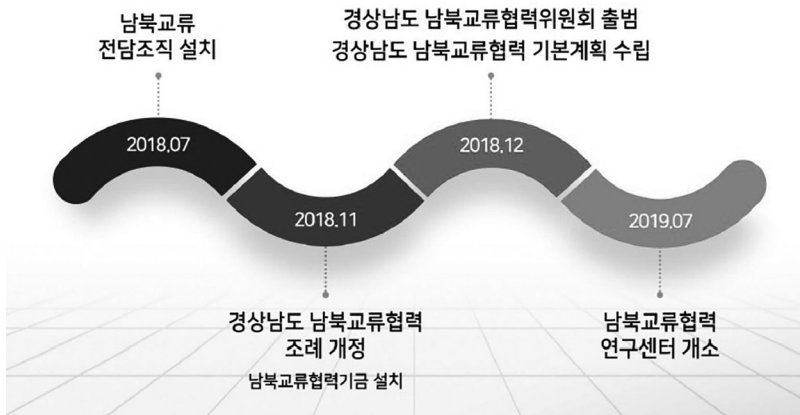 남북교류
전담조직 설치
경상남도 남북교류협력위원회 출범
경상남도 남북교류협력 기본계획 수립
2018.07
2018.12
2018.11
2019.07
경상남도 남북교류협력
조례 개정
남북교류협력기금 설치
남북교류협력
연구센터 개소